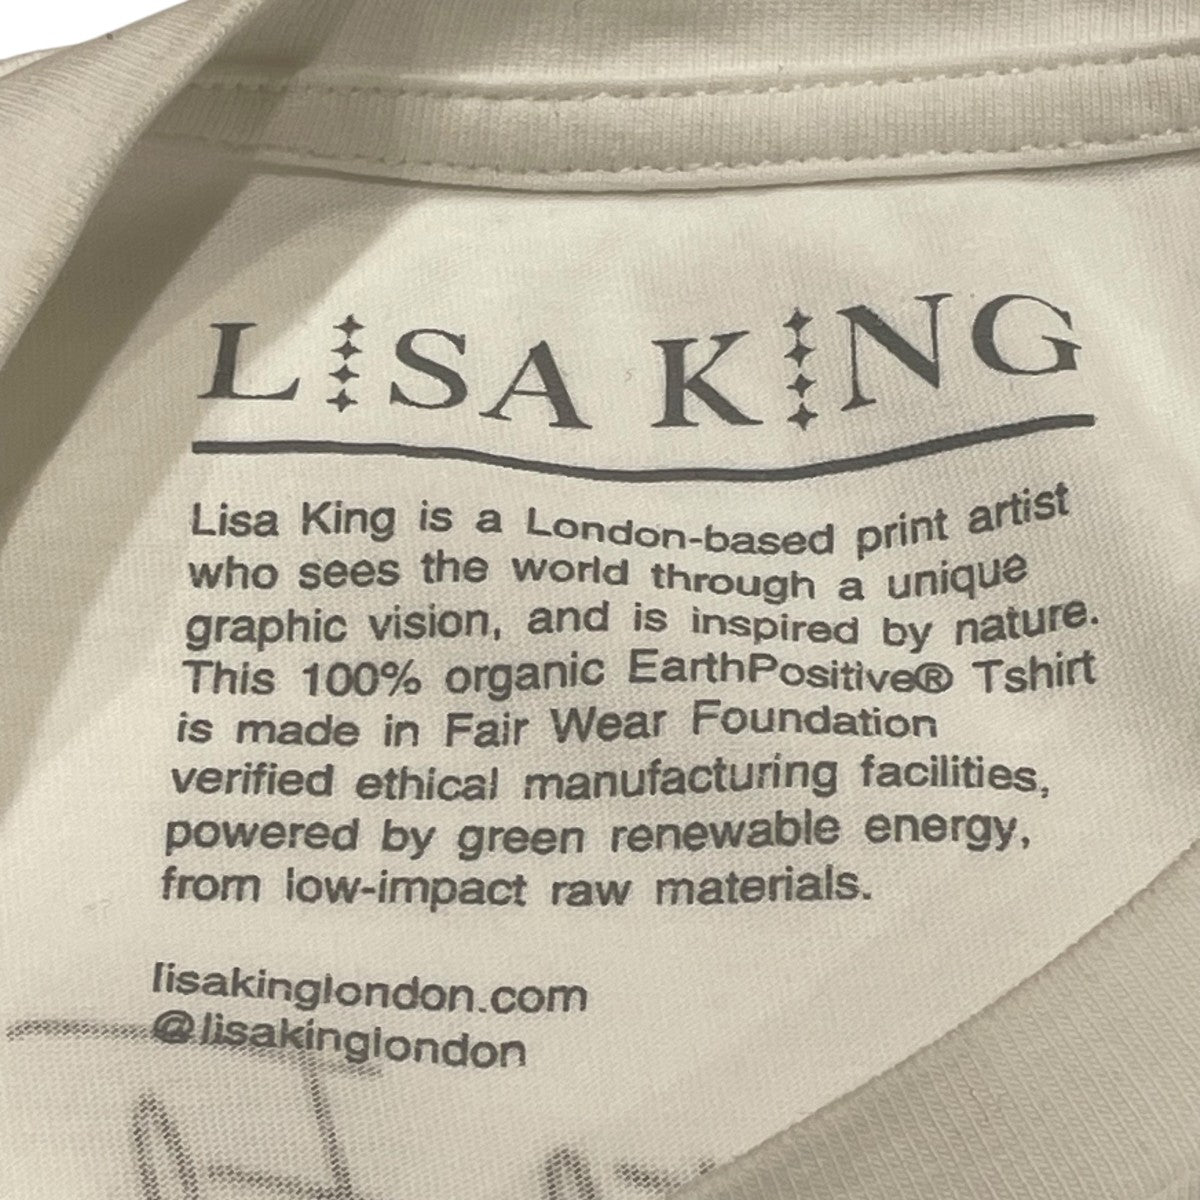 LISA KING
Lisa King is a London-based print artist
who sees the world through a unique
graphic vision, and is inspired by nature.
This 100% organic EarthPositive® Tshirt
is made in Fair Wear Foundation
verified ethical manufacturing facilities,
powered by green renewable energy,
from low-impact raw materials.
lisakinglondon.com
@lisakinglondon